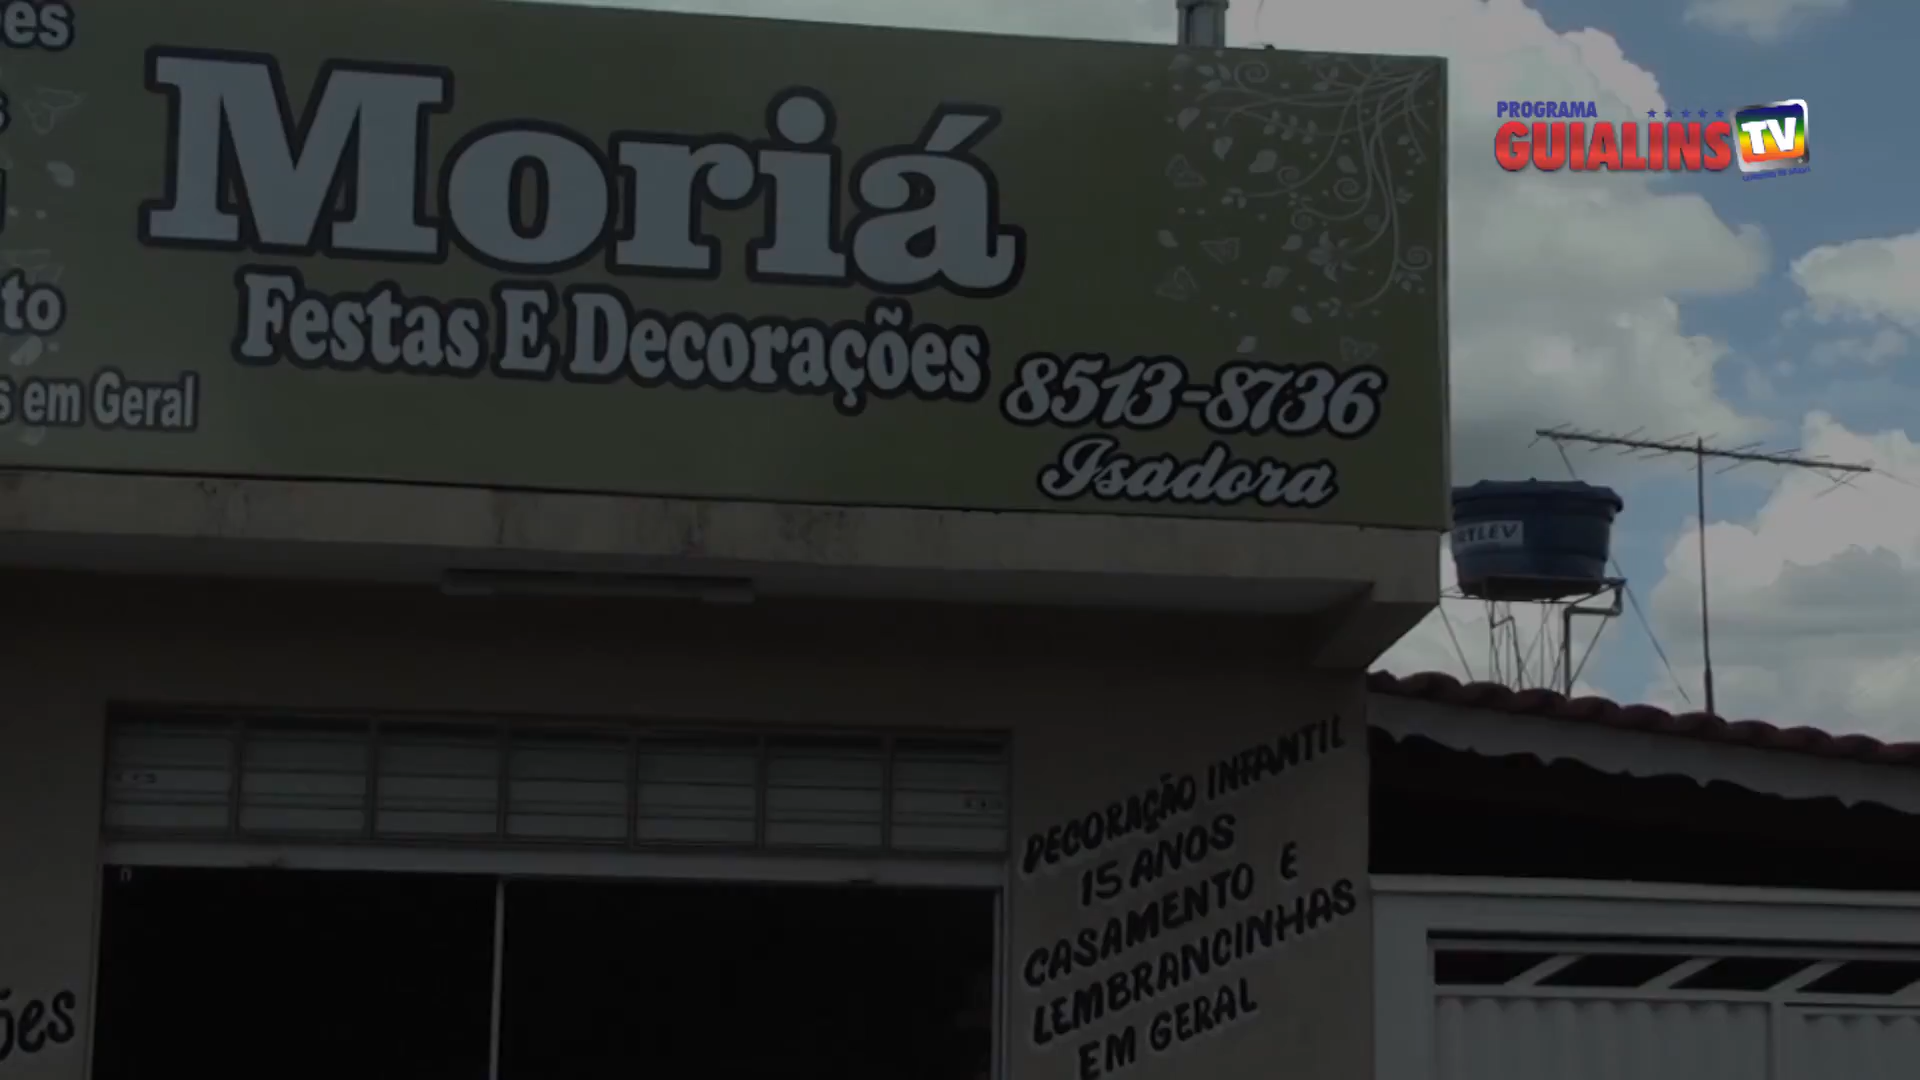 es
Moriá
Festas E Decorações
to
s em Geral
8513-8736
Isadora
PROGRAMA
GUIALINS TV
DECORAÇÃO INFANTIL
15 ANOS
CASAMENTO E
LEMBRANCINHAS
EM GERAL
ões